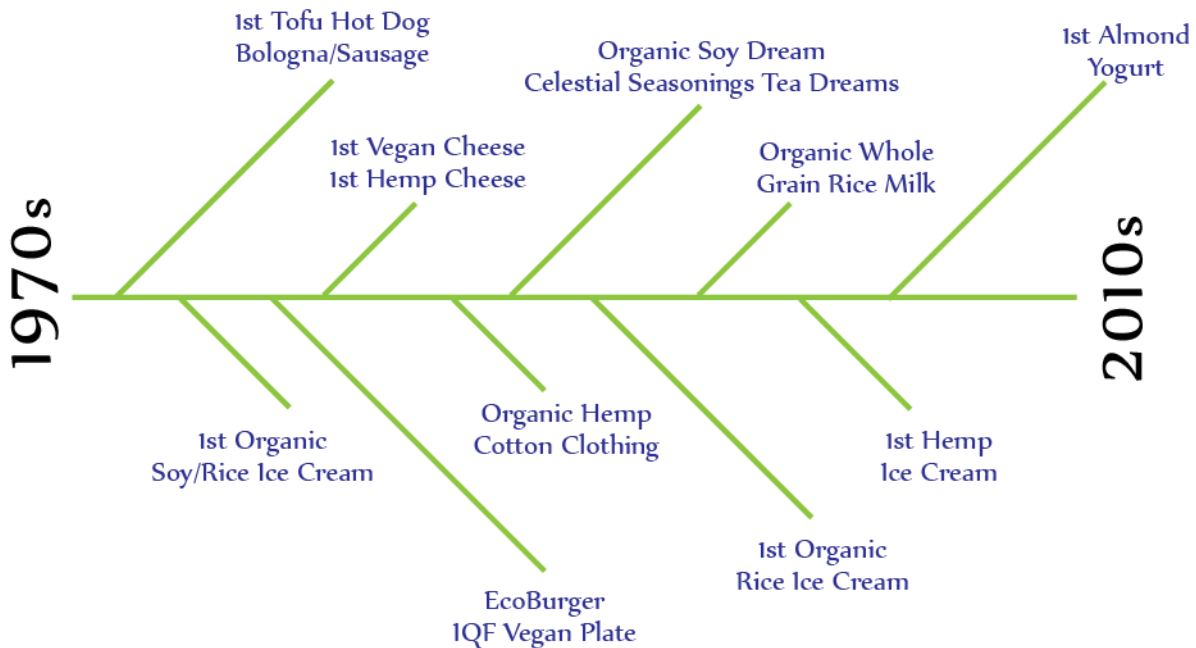 1st Tofu Hot Dog
Bologna/Sausage
Organic Soy Dream
Celestial Seasonings Tea Dreams
1st Almond
Yogurt
1st Vegan Cheese
1st Hemp Cheese
Organic Whole
Grain Rice Milk
1970s
2010s
1st Organic
Soy/Rice Ice Cream
Organic Hemp
Cotton Clothing
1st Hemp
Ice Cream
1st Organic
Rice Ice Cream
EcoBurger
IQF Vegan Plate